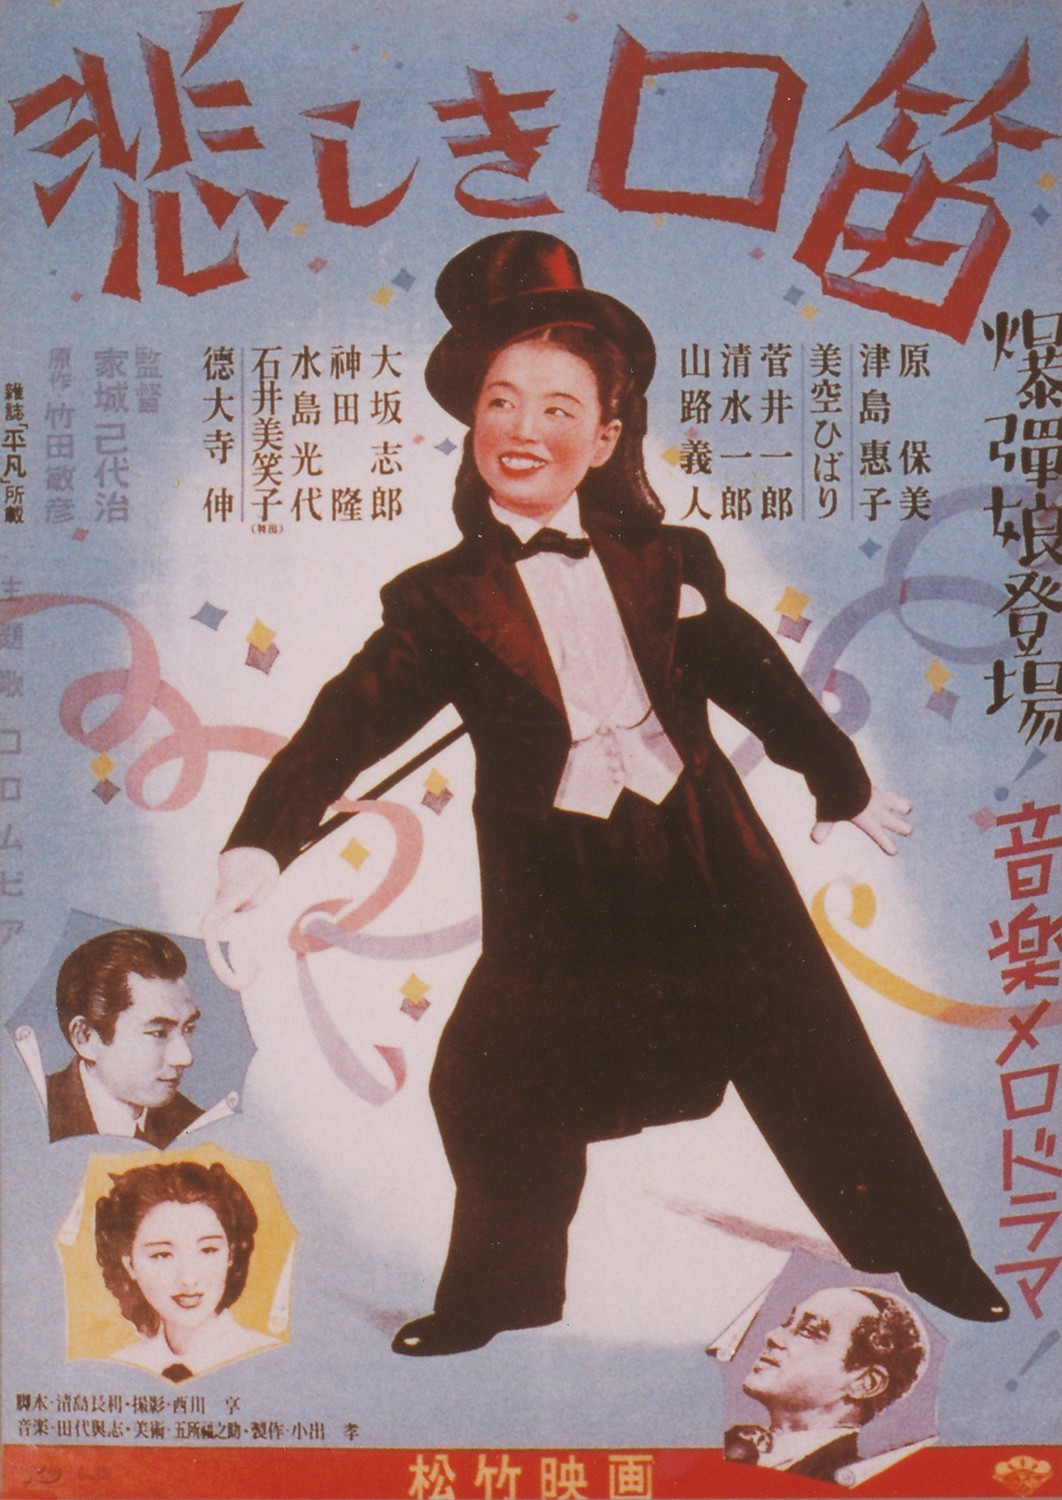 悲しき口笛
爆彈娘登場!
音楽メロドラマ!
原保美
津島惠子
美空ひばり
菅井一郎
清水一郎
山路義人
大坂志郎
神田隆
水島光代
石井美笑子
德大寺伸
監督
家城己代治
原作・竹田敏彦
雑誌「平凡」所載
主題歌コロムビア
脚本・清島長利・撮影・西川亨
音楽・田代與志・美術・五所福之助・製作・小出孝
松竹映画